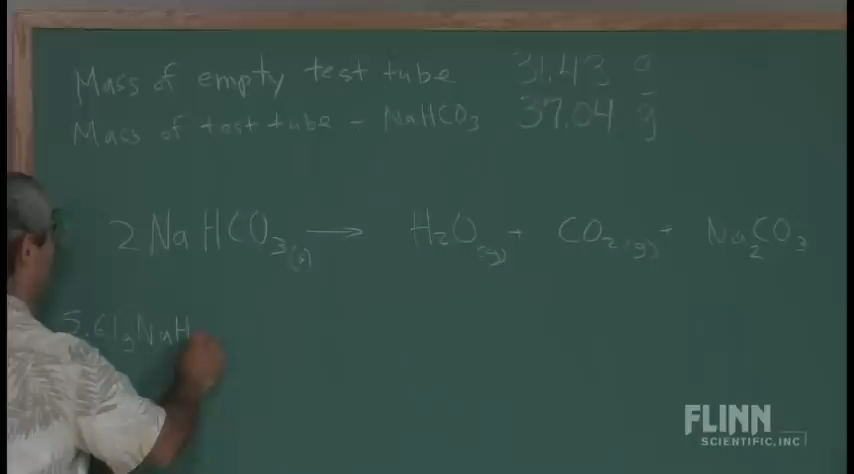 Mass of empty test tube 31.43 g
Mass of test tube - NaHCO3 37.04 g
2 NaHCO3(s) → H2O(g) + CO2(g) + Na2CO3
5.61g NaH
FLINN
SCIENTIFIC, INC